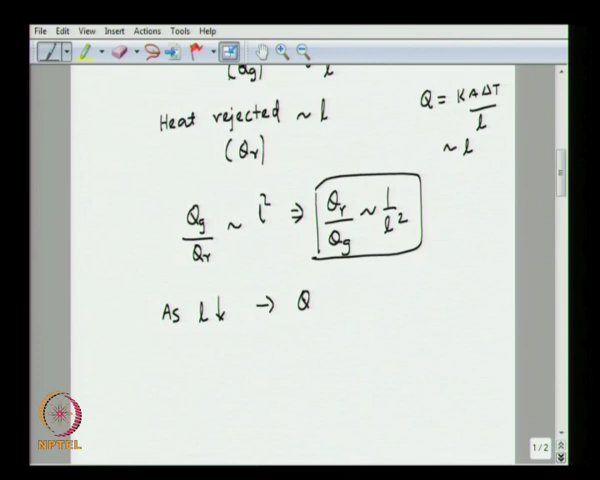 File Edit View Insert Actions Tools Help
(Qg) ~ l
Heat rejected ~ l
(Qr)
Q = KAΔT / l
~ l
Qg / Qr ~ l² ⇒ Qr / Qg ~ 1 / l²
As l ↓ → Q
NPTEL
1/2